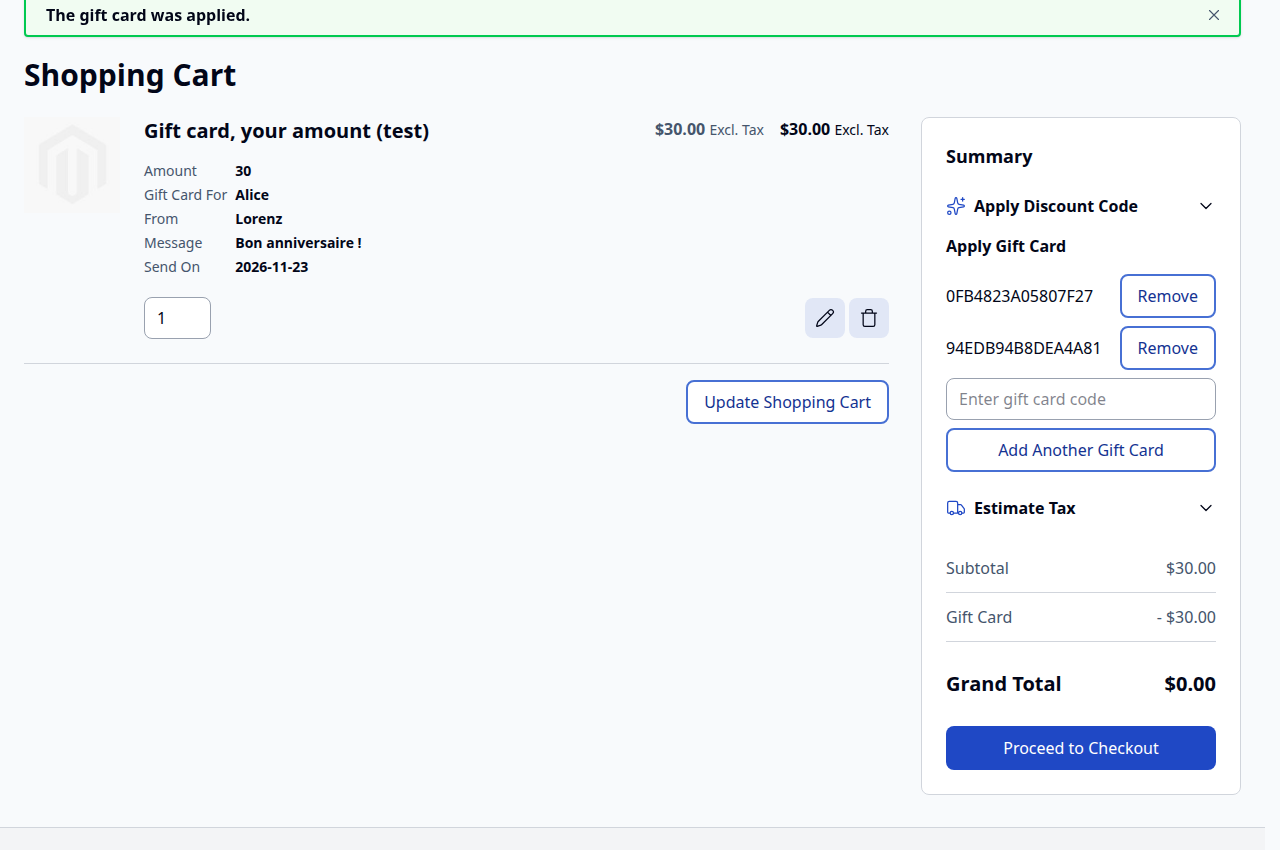 The gift card was applied.
Shopping Cart
Gift card, your amount (test)
$30.00 Excl. Tax $30.00 Excl. Tax
Amount 30
Gift Card For Alice
From Lorenz
Message Bon anniversaire !
Send On 2026-11-23
1
Update Shopping Cart
Summary
Apply Discount Code
Apply Gift Card
0FB4823A05807F27 Remove
94EDB94B8DEA4A81 Remove
Enter gift card code
Add Another Gift Card
Estimate Tax
Subtotal $30.00
Gift Card - $30.00
Grand Total $0.00
Proceed to Checkout